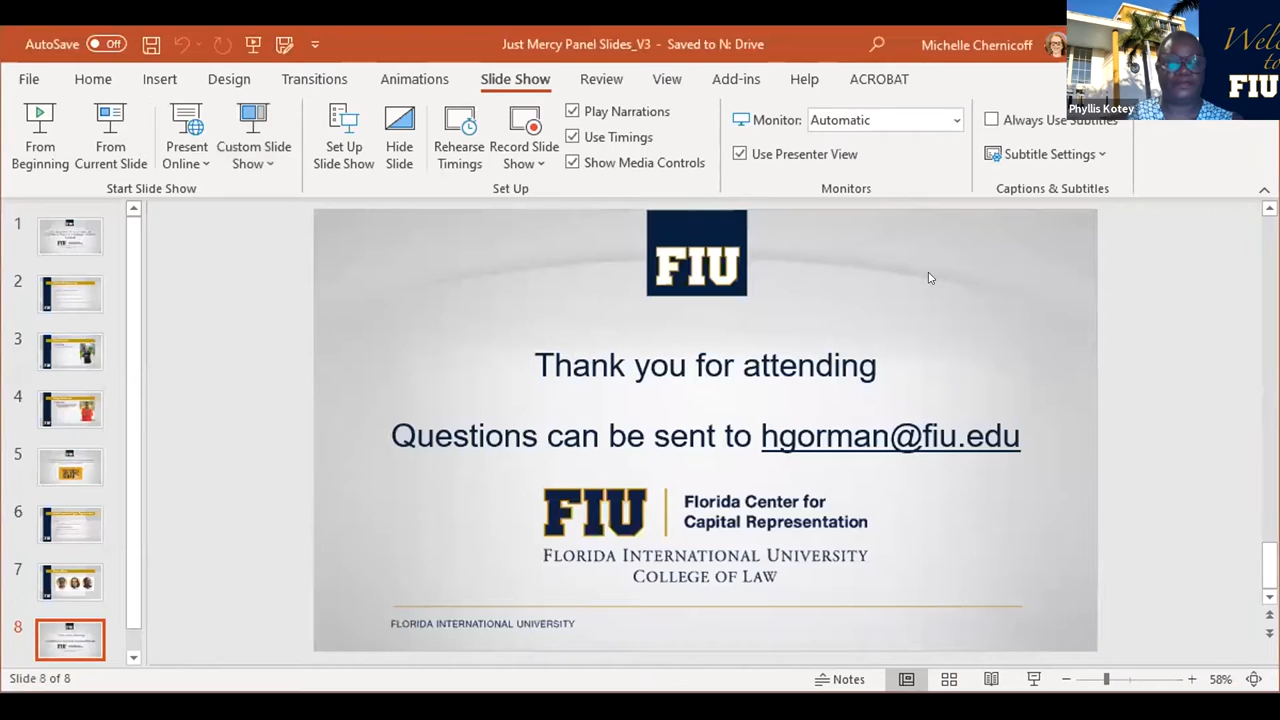 AutoSave Off
Just Mercy Panel Slides_V3 - Saved to N: Drive
Michelle Chernicoff
File Home Insert Design Transitions Animations Slide Show Review View Add-ins Help ACROBAT
Phyllis Kotey
Welc
to
FIU
From Beginning
From Current Slide
Present Online
Custom Slide Show
Set Up Slide Show
Hide Slide
Rehearse Timings
Record Slide Show
Play Narrations
Use Timings
Show Media Controls
Monitor: Automatic
Use Presenter View
Always Use Subtitles
Subtitle Settings
Start Slide Show
Set Up
Monitors
Captions & Subtitles
1
2
3
4
5
6
7
8
FIU
Thank you for attending
Questions can be sent to hgorman@fiu.edu
FIU
Florida Center for
Capital Representation
FLORIDA INTERNATIONAL UNIVERSITY
COLLEGE OF LAW
FLORIDA INTERNATIONAL UNIVERSITY
Slide 8 of 8
Notes
58%